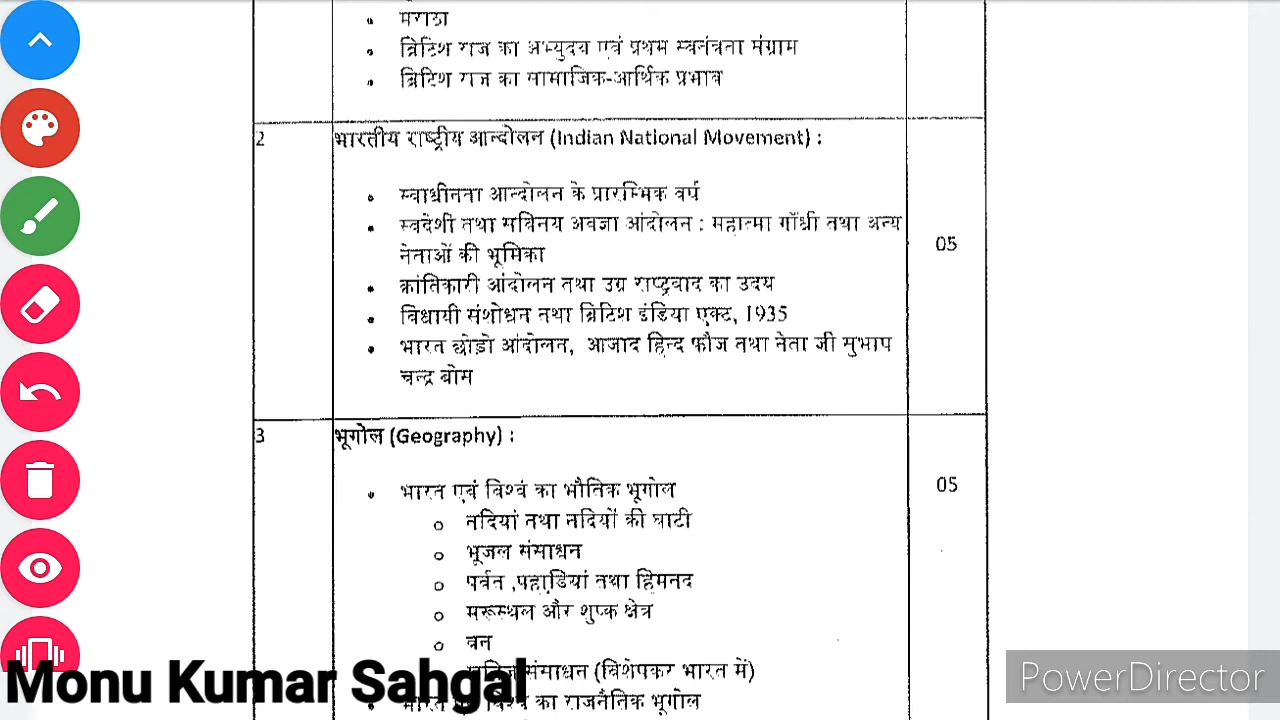 मराठा
ब्रिटिश राज का अभ्युदय एवं प्रथम स्वतंत्रता संग्राम
ब्रिटिश राज का सामाजिक-आर्थिक प्रभाव
2 भारतीय राष्ट्रीय आन्दोलन (Indian National Movement) :
स्वाधीनता आन्दोलन के प्रारम्भिक वर्ष
स्वदेशी तथा सविनय अवज्ञा आंदोलन : महात्मा गाँधी तथा अन्य
नेताओं की भूमिका
05
क्रांतिकारी आंदोलन तथा उग्र राष्ट्रवाद का उदय
विधायी संशोधन तथा ब्रिटिश इंडिया एक्ट, 1935
भारत छोड़ो आंदोलन, आजाद हिन्द फौज तथा नेता जी सुभाष
चन्द्र बोस
3 भूगोल (Geography) :
भारत एवं विश्व का भौतिक भूगोल
05
नदियां तथा नदियों की घाटी
भूजल संसाधन
पर्वत ,पहाड़ियां तथा हिमनद
मरूस्थल और शुष्क क्षेत्र
वन
संसाधन (विशेषकर भारत में)
भारत का राजनैतिक भूगोल
Monu Kumar Sahgal
PowerDirector